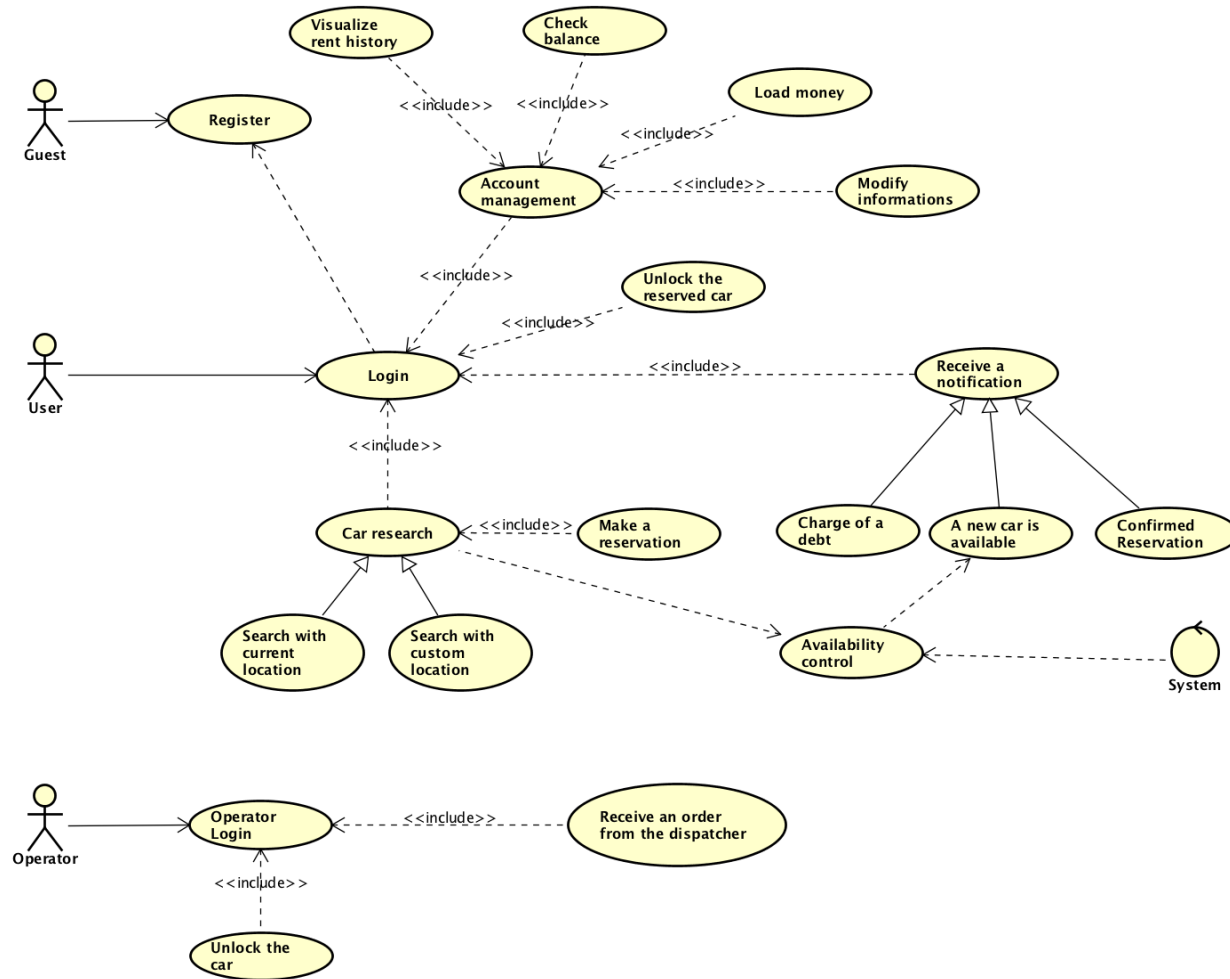 Visualize
rent history
Check
balance
Load money
<<include>>
<<include>>
<<include>>
Register
Guest
Account
management
<<include>>
Modify
informations
<<include>>
Unlock the
reserved car
<<include>>
User
Login
<<include>>
Receive a
notification
<<include>>
Car research
<<include>>
Make a
reservation
Charge of a
debt
A new car is
available
Confirmed
Reservation
Search with
current
location
Search with
custom
location
Availability
control
System
Operator
Operator
Login
<<include>>
Receive an order
from the dispatcher
<<include>>
Unlock the
car